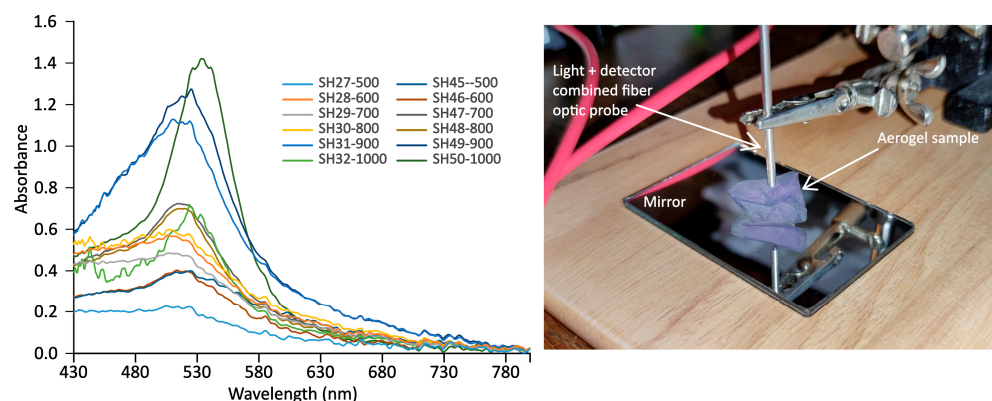 1.6
1.4
1.2
1.0
0.8
0.6
0.4
0.2
0.0
Absorbance
430 480 530 580 630 680 730 780
Wavelength (nm)
SH27-500 SH45--500
SH28-600 SH46-600
SH29-700 SH47-700
SH30-800 SH48-800
SH31-900 SH49-900
SH32-1000 SH50-1000
Light + detector
combined fiber
optic probe
Aerogel sample
Mirror